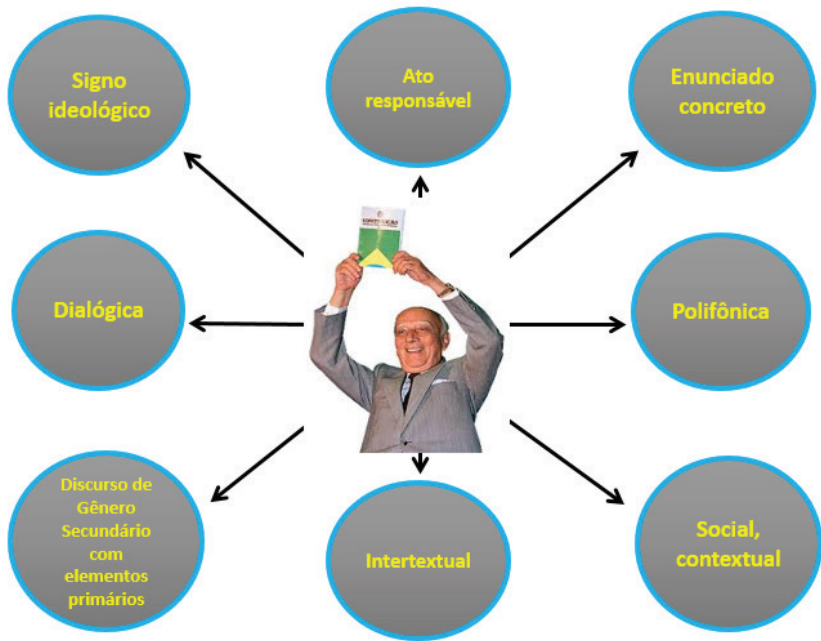 Signo
ideológico
Ato
responsável
Enunciado
concreto
Dialógica
Polifônica
Discurso de
Gênero
Secundário
com
elementos
primários
Intertextual
Social,
contextual